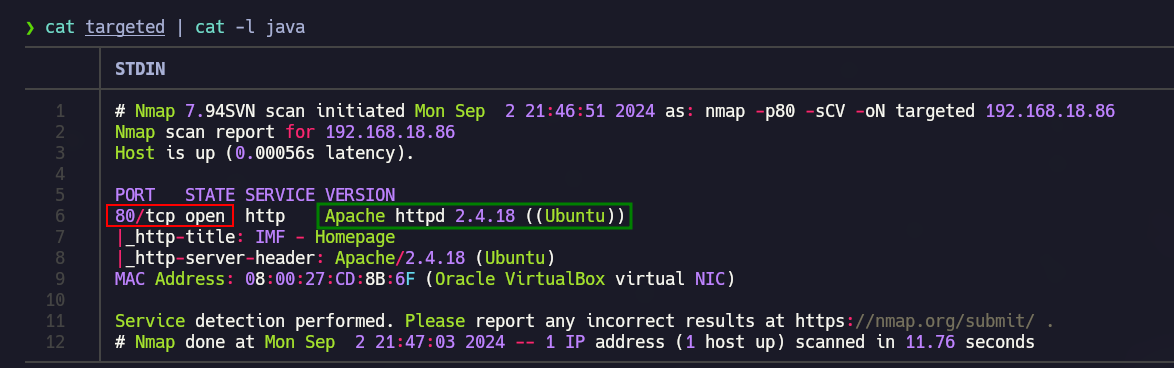 ❯ cat targeted | cat -l java
STDIN
1 # Nmap 7.94SVN scan initiated Mon Sep  2 21:46:51 2024 as: nmap -p80 -sCV -oN targeted 192.168.18.86
2 Nmap scan report for 192.168.18.86
3 Host is up (0.00056s latency).
4
5 PORT   STATE SERVICE VERSION
6 80/tcp open  http    Apache httpd 2.4.18 ((Ubuntu))
7 |_http-title: IMF - Homepage
8 |_http-server-header: Apache/2.4.18 (Ubuntu)
9 MAC Address: 08:00:27:CD:8B:6F (Oracle VirtualBox virtual NIC)
10
11 Service detection performed. Please report any incorrect results at https://nmap.org/submit/ .
12 # Nmap done at Mon Sep  2 21:47:03 2024 -- 1 IP address (1 host up) scanned in 11.76 seconds